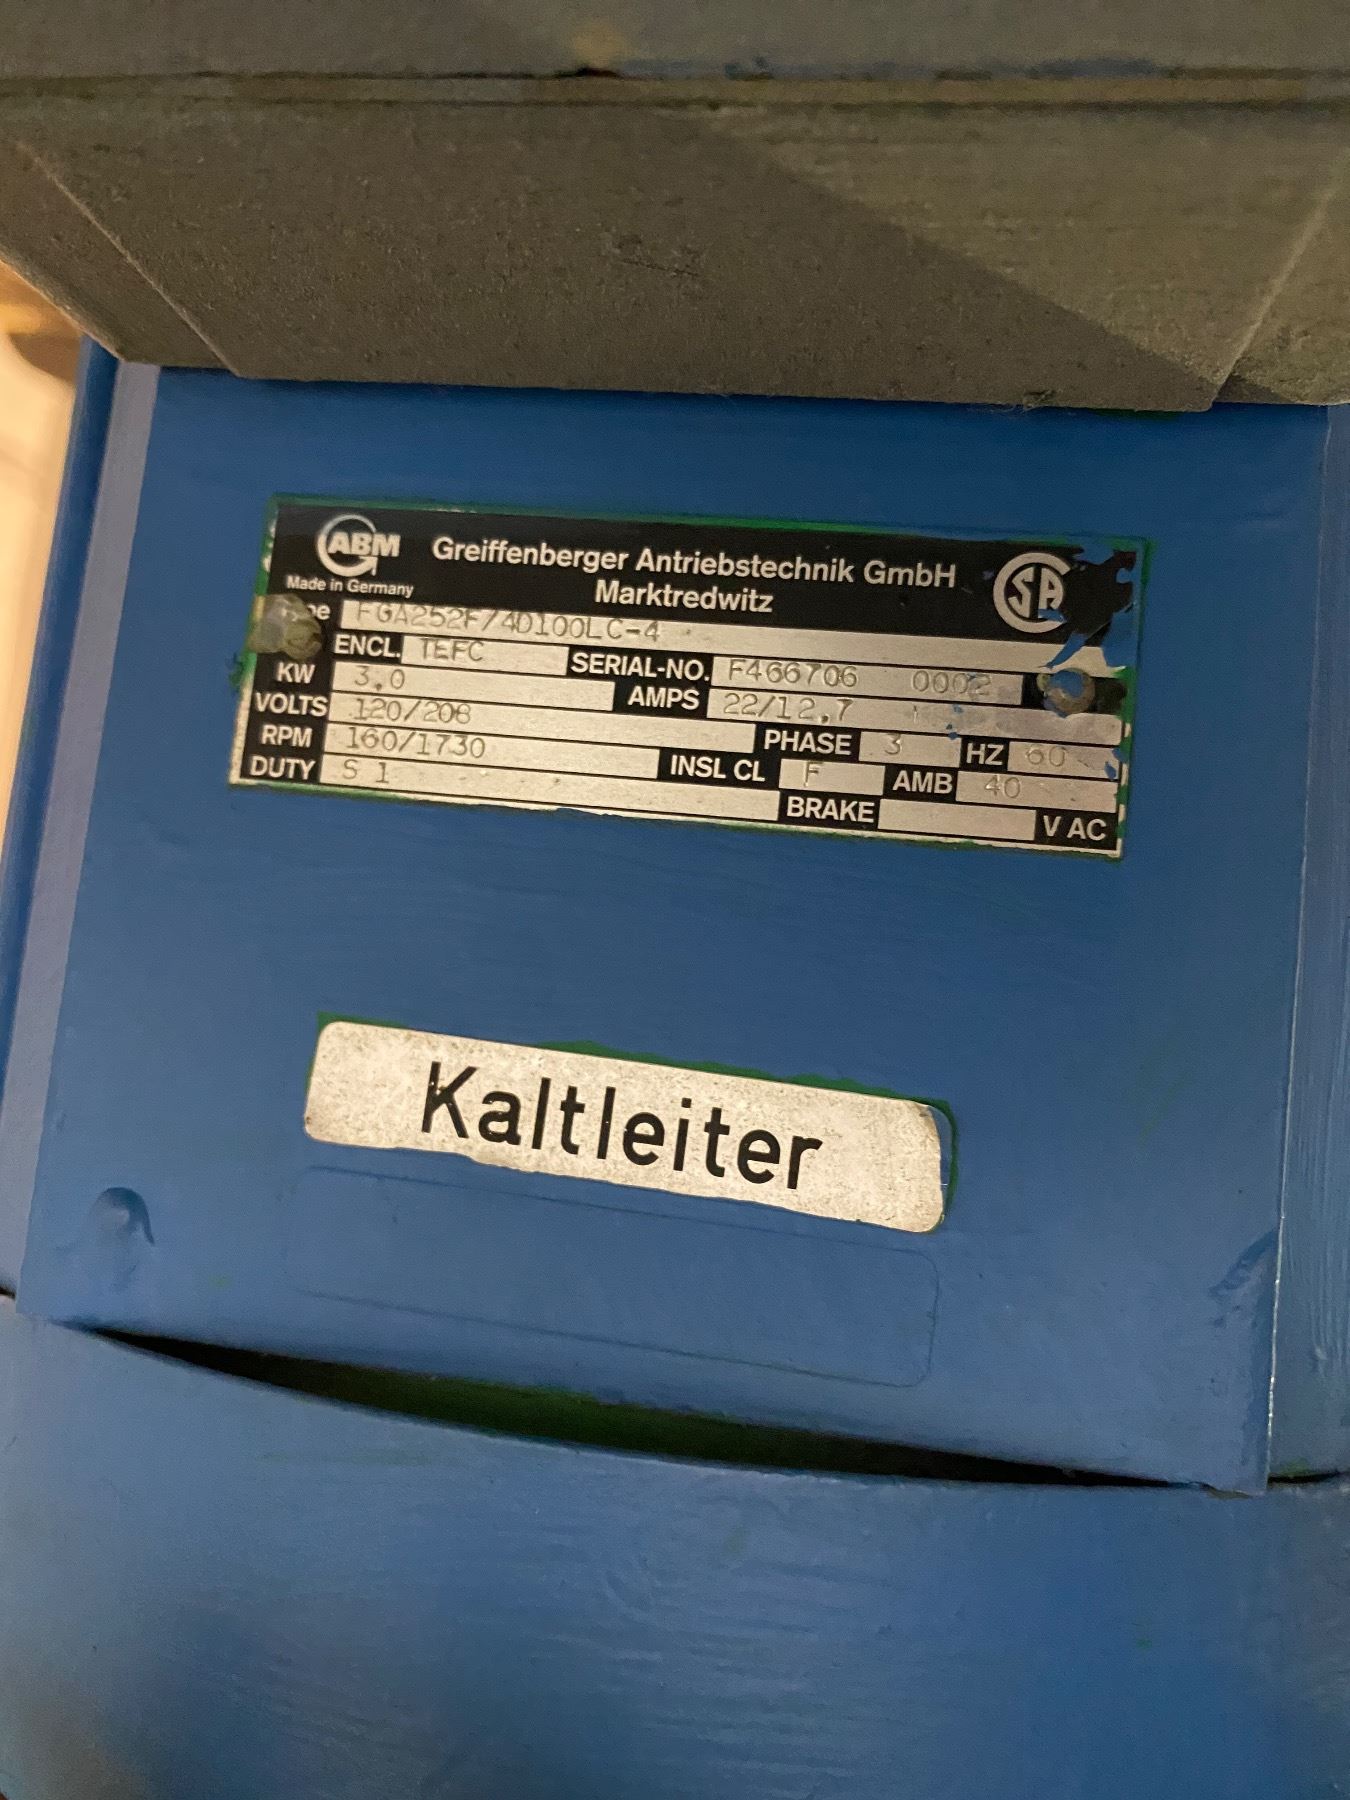 ABM Greiffenberger Antriebstechnik GmbH
Made in Germany Marktredwitz SA
FGA252F/4D100LC-4
ENCL. TEFC SERIAL-NO. F466706 0002
KW 3,0 AMPS 22/12,7
VOLTS 120/208 PHASE 3 HZ 60
RPM 160/1730 INSL CL F AMB 40
DUTY S 1 BRAKE V AC
Kaltleiter